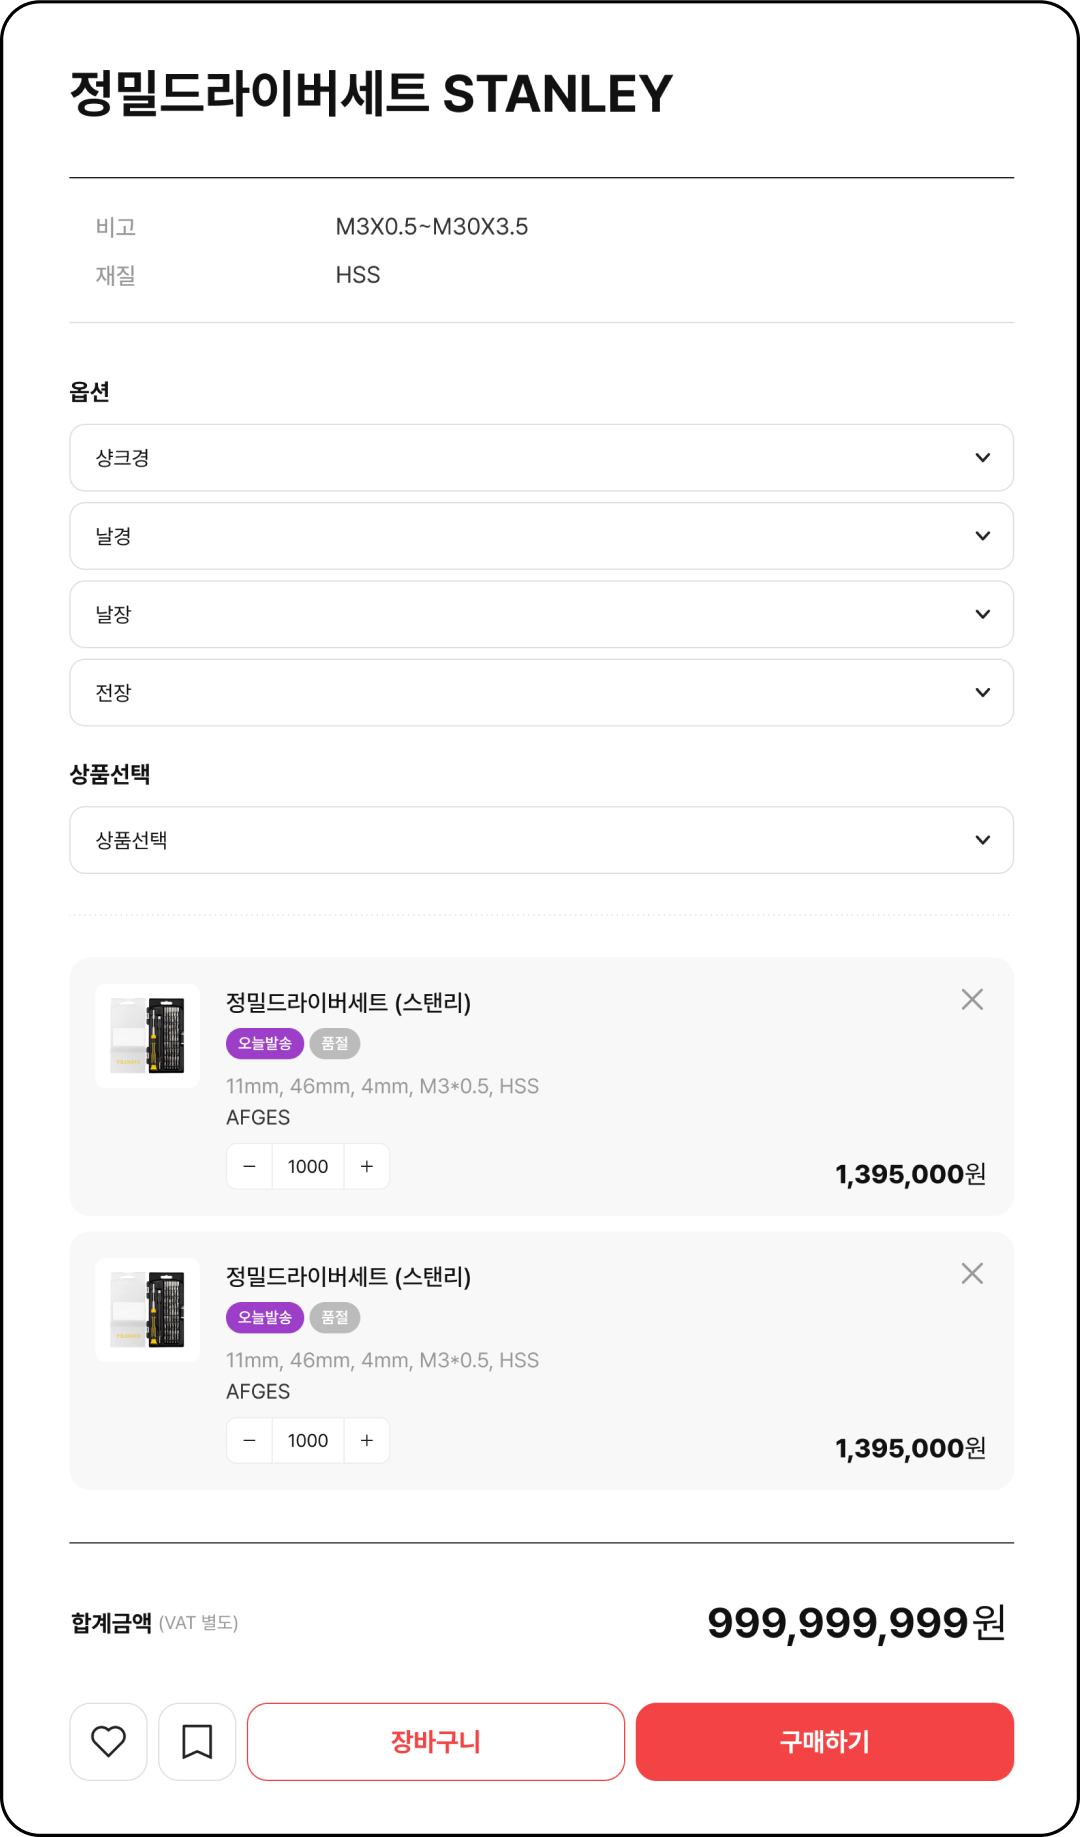 정밀드라이버세트 STANLEY
비고 M3X0.5~M30X3.5
재질 HSS
옵션
샹크경
날경
날장
전장
상품선택
상품선택
정밀드라이버세트 (스탠리)
오늘발송 품절
11mm, 46mm, 4mm, M3*0.5, HSS
AFGES
− 1000 +
1,395,000원
정밀드라이버세트 (스탠리)
오늘발송 품절
11mm, 46mm, 4mm, M3*0.5, HSS
AFGES
− 1000 +
1,395,000원
합계금액 (VAT 별도) 999,999,999원
장바구니 구매하기